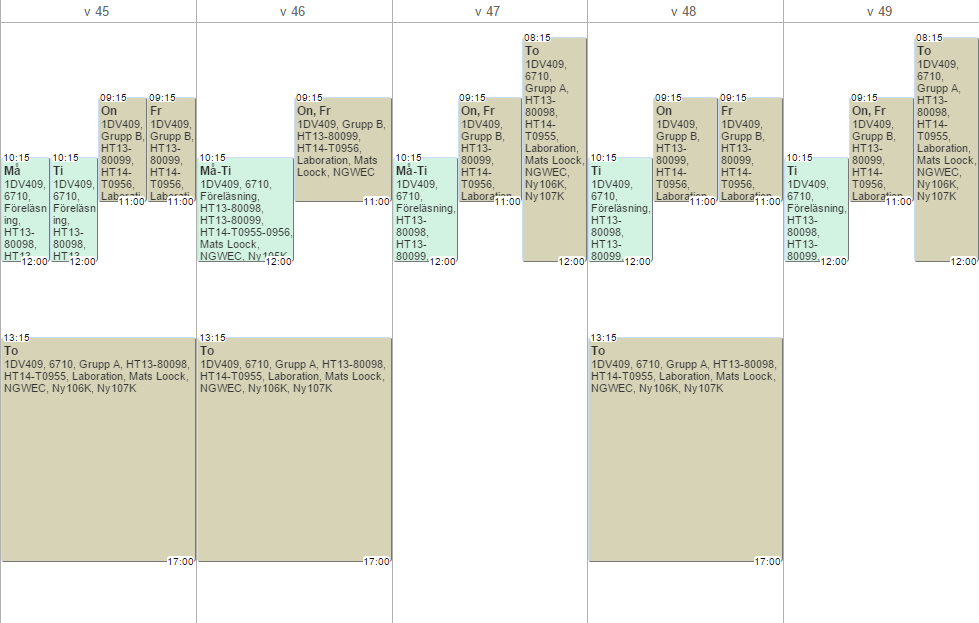 v 45
v 46
v 47
v 48
v 49
09:15
On
1DV409,
Grupp B,
HT13-
80099,
HT14-
T0956,
Laborati
11:00
09:15
Fr
1DV409,
Grupp B,
HT13-
80099,
HT14-
T0956,
Laborati
11:00
10:15
Må
1DV409,
6710,
Föreläsn
ing,
HT13-
80098,
HT13-
12:00
10:15
Ti
1DV409,
6710,
Föreläsn
ing,
HT13-
80098,
HT13-
12:00
13:15
To
1DV409, 6710, Grupp A, HT13-80098,
HT14-T0955, Laboration, Mats Loock,
NGWEC, Ny106K, Ny107K
17:00
09:15
On, Fr
1DV409, Grupp B,
HT13-80099,
HT14-T0956,
Laboration, Mats
Loock, NGWEC
11:00
10:15
Må-Ti
1DV409, 6710,
Föreläsning,
HT13-80098,
HT13-80099,
HT14-T0955-0956,
Mats Loock,
NGWEC, Ny105K
12:00
13:15
To
1DV409, 6710, Grupp A, HT13-80098,
HT14-T0955, Laboration, Mats Loock,
NGWEC, Ny106K, Ny107K
17:00
08:15
To
1DV409,
6710,
Grupp A,
HT13-
80098,
HT14-
T0955,
Laboration,
Mats Loock,
NGWEC,
Ny106K,
Ny107K
12:00
09:15
On, Fr
1DV409,
Grupp B,
HT13-
80099,
HT14-
T0956,
Laboration
11:00
10:15
Må-Ti
1DV409,
6710,
Föreläsning,
HT13-
80098,
HT13-
80099,
12:00
09:15
On
1DV409,
Grupp B,
HT13-
80099,
HT14-
T0956,
Laboration
11:00
09:15
Fr
1DV409,
Grupp B,
HT13-
80099,
HT14-
T0956,
Laboration
11:00
10:15
Ti
1DV409,
6710,
Föreläsning,
HT13-
80098,
HT13-
80099,
12:00
13:15
To
1DV409, 6710, Grupp A, HT13-80098,
HT14-T0955, Laboration, Mats Loock,
NGWEC, Ny106K, Ny107K
17:00
08:15
To
1DV409,
6710,
Grupp A,
HT13-
80098,
HT14-
T0955,
Laboration,
Mats Loock,
NGWEC,
Ny106K,
Ny107K
12:00
09:15
On, Fr
1DV409,
Grupp B,
HT13-
80099,
HT14-
T0956,
Laboration
11:00
10:15
Ti
1DV409,
6710,
Föreläsning,
HT13-
80098,
HT13-
80099,
12:00